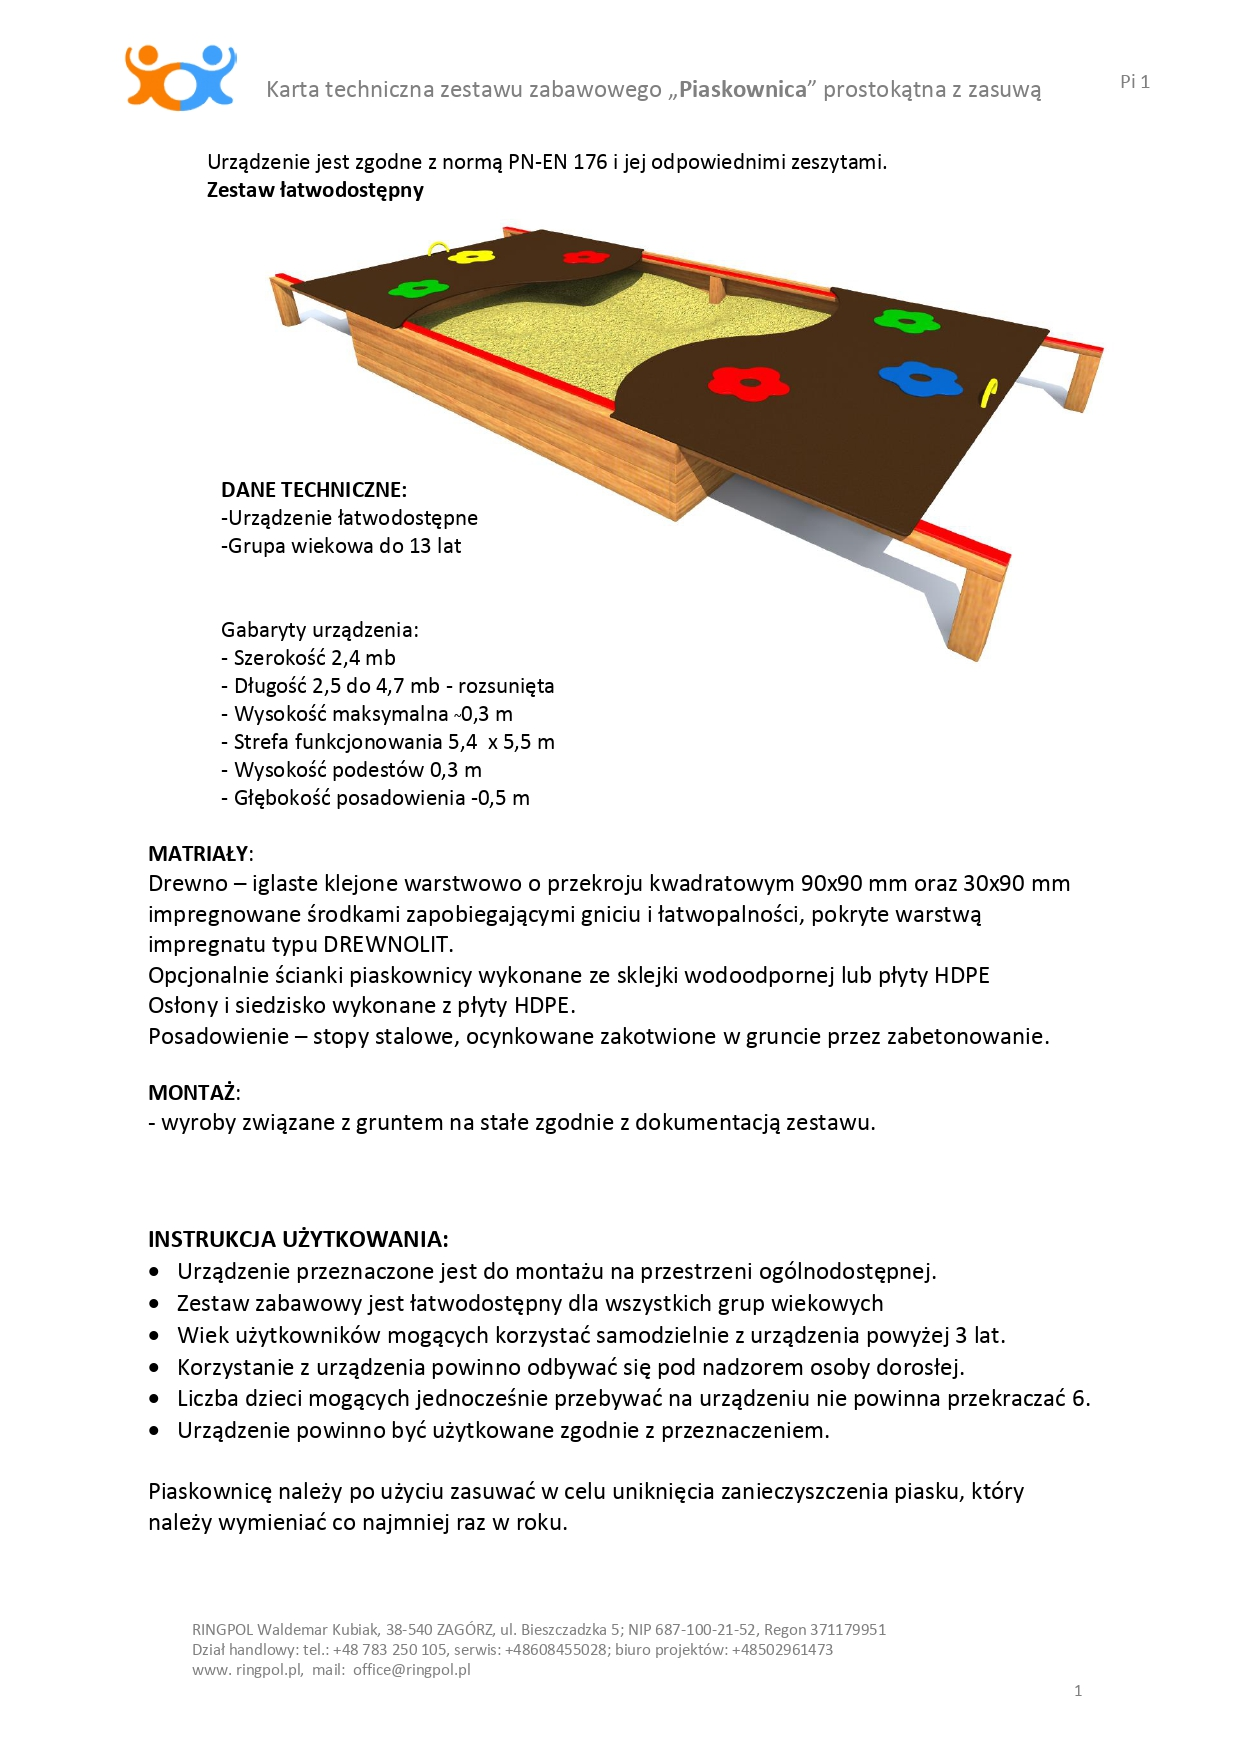 Karta techniczna zestawu zabawowego „Piaskownica” prostokątna z zasuwą
Pi 1
Urządzenie jest zgodne z normą PN-EN 176 i jej odpowiednimi zeszytami.
Zestaw łatwodostępny
DANE TECHNICZNE:
-Urządzenie łatwodostępne
-Grupa wiekowa do 13 lat
Gabaryty urządzenia:
- Szerokość 2,4 mb
- Długość 2,5 do 4,7 mb - rozsunięta
- Wysokość maksymalna ~0,3 m
- Strefa funkcjonowania 5,4  x 5,5 m
- Wysokość podestów 0,3 m
- Głębokość posadowienia -0,5 m
MATRIAŁY:
Drewno – iglaste klejone warstwowo o przekroju kwadratowym 90x90 mm oraz 30x90 mm
impregnowane środkami zapobiegającymi gniciu i łatwopalności, pokryte warstwą
impregnatu typu DREWNOLIT.
Opcjonalnie ścianki piaskownicy wykonane ze sklejki wodoodpornej lub płyty HDPE
Osłony i siedzisko wykonane z płyty HDPE.
Posadowienie – stopy stalowe, ocynkowane zakotwione w gruncie przez zabetonowanie.
MONTAŻ:
- wyroby związane z gruntem na stałe zgodnie z dokumentacją zestawu.
INSTRUKCJA UŻYTKOWANIA:
• Urządzenie przeznaczone jest do montażu na przestrzeni ogólnodostępnej.
• Zestaw zabawowy jest łatwodostępny dla wszystkich grup wiekowych
• Wiek użytkowników mogących korzystać samodzielnie z urządzenia powyżej 3 lat.
• Korzystanie z urządzenia powinno odbywać się pod nadzorem osoby dorosłej.
• Liczba dzieci mogących jednocześnie przebywać na urządzeniu nie powinna przekraczać 6.
• Urządzenie powinno być użytkowane zgodnie z przeznaczeniem.
Piaskownicę należy po użyciu zasuwać w celu uniknięcia zanieczyszczenia piasku, który
należy wymieniać co najmniej raz w roku.
RINGPOL Waldemar Kubiak, 38-540 ZAGÓRZ, ul. Bieszczadzka 5; NIP 687-100-21-52, Regon 371179951
Dział handlowy: tel.: +48 783 250 105, serwis: +48608455028; biuro projektów: +48502961473
www. ringpol.pl,  mail:  office@ringpol.pl
1